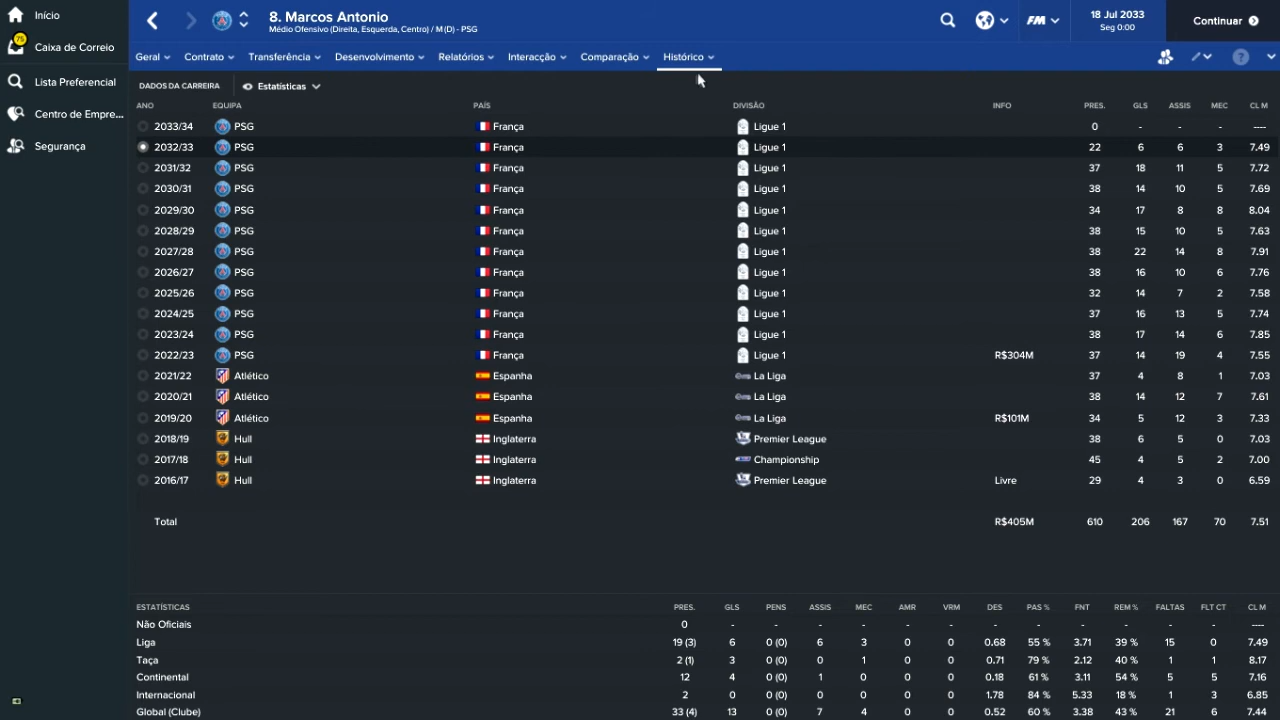 Início
75
Caixa de Correio
Lista Preferencial
Centro de Empre...
Segurança
8. Marcos Antonio
Médio Ofensivo (Direita, Esquerda, Centro) / M (D) - PSG
FM
18 Jul 2033
Seg 0:00
Continuar
Geral Contrato Transferência Desenvolvimento Relatórios Interacção Comparação Histórico ?
DADOS DA CARREIRA Estatísticas
ANO EQUIPA PAÍS DIVISÃO INFO PRES. GLS ASSIS MEC CL M
2033/34 PSG França Ligue 1 0 - - - ----
2032/33 PSG França Ligue 1 22 6 6 3 7.49
2031/32 PSG França Ligue 1 37 18 11 5 7.72
2030/31 PSG França Ligue 1 38 14 10 5 7.69
2029/30 PSG França Ligue 1 34 17 8 8 8.04
2028/29 PSG França Ligue 1 38 15 10 5 7.63
2027/28 PSG França Ligue 1 38 22 14 8 7.91
2026/27 PSG França Ligue 1 38 16 10 6 7.76
2025/26 PSG França Ligue 1 32 14 7 2 7.58
2024/25 PSG França Ligue 1 37 16 13 5 7.74
2023/24 PSG França Ligue 1 38 17 14 6 7.85
2022/23 PSG França Ligue 1 R$304M 37 14 19 4 7.55
2021/22 Atlético Espanha La Liga 37 4 8 1 7.03
2020/21 Atlético Espanha La Liga 38 14 12 7 7.61
2019/20 Atlético Espanha La Liga R$101M 34 5 12 3 7.33
2018/19 Hull Inglaterra Premier League 38 6 5 0 7.03
2017/18 Hull Inglaterra Championship 45 4 5 2 7.00
2016/17 Hull Inglaterra Premier League Livre 29 4 3 0 6.59
Total R$405M 610 206 167 70 7.51
ESTATÍSTICAS PRES. GLS PENS ASSIS MEC AMR VRM DES PAS % FNT REM % FALTAS FLT CT CL M
Não Oficiais 0 - - - - - - - - - - - - ----
Liga 19 (3) 6 0 (0) 6 3 0 0 0.68 55 % 3.71 39 % 15 0 7.49
Taça 2 (1) 3 0 (0) 0 1 0 0 0.71 79 % 2.12 40 % 1 1 8.17
Continental 12 4 0 (0) 1 0 0 0 0.18 61 % 3.11 54 % 5 5 7.16
Internacional 2 0 0 (0) 0 0 0 0 1.78 84 % 5.33 18 % 1 3 6.85
Global (Clube) 33 (4) 13 0 (0) 7 4 0 0 0.52 60 % 3.38 43 % 21 6 7.44